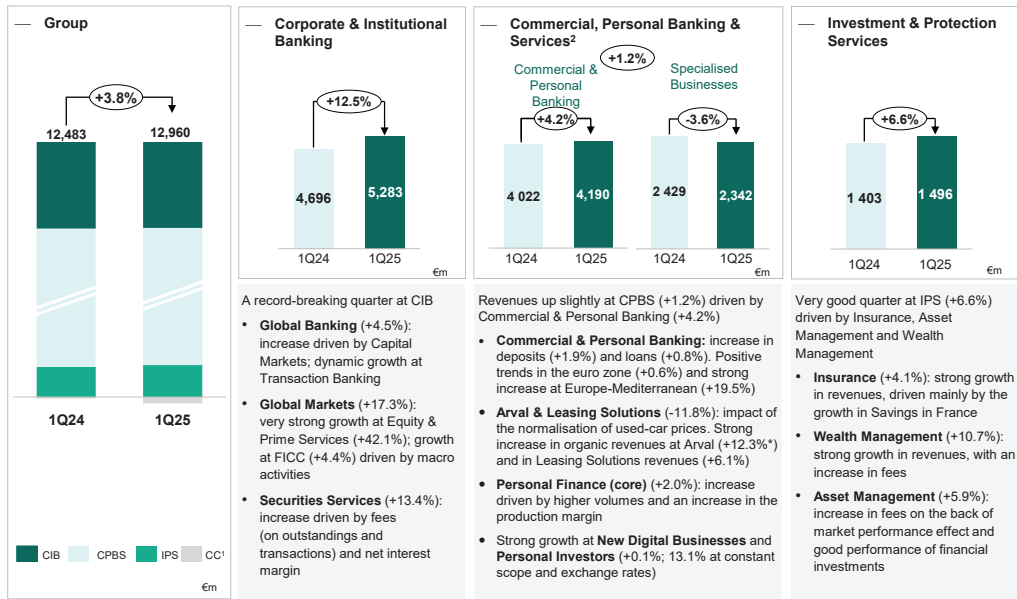 — Group
+3.8%
12,483
12,960
1Q24
1Q25
CIB
CPBS
IPS
CC¹
€m
— Corporate & Institutional
Banking
+12.5%
4,696
5,283
1Q24
1Q25
€m
A record-breaking quarter at CIB
• Global Banking (+4.5%):
increase driven by Capital
Markets; dynamic growth at
Transaction Banking
• Global Markets (+17.3%):
very strong growth at Equity &
Prime Services (+42.1%); growth
at FICC (+4.4%) driven by macro
activities
• Securities Services (+13.4%):
increase driven by fees
(on outstandings and
transactions) and net interest
margin
— Commercial, Personal Banking &
Services²
+1.2%
Commercial &
Personal
Banking
+4.2%
4 022
4,190
1Q24
1Q25
Specialised
Businesses
-3.6%
2 429
2,342
1Q24
1Q25
€m
Revenues up slightly at CPBS (+1.2%) driven by
Commercial & Personal Banking (+4.2%)
• Commercial & Personal Banking: increase in
deposits (+1.9%) and loans (+0.8%). Positive
trends in the euro zone (+0.6%) and strong
increase at Europe-Mediterranean (+19.5%)
• Arval & Leasing Solutions (-11.8%): impact of
the normalisation of used-car prices. Strong
increase in organic revenues at Arval (+12.3%*)
and in Leasing Solutions revenues (+6.1%)
• Personal Finance (core) (+2.0%): increase
driven by higher volumes and an increase in the
production margin
• Strong growth at New Digital Businesses and
Personal Investors (+0.1%; 13.1% at constant
scope and exchange rates)
— Investment & Protection
Services
+6.6%
1 403
1 496
1Q24
1Q25
€m
Very good quarter at IPS (+6.6%)
driven by Insurance, Asset
Management and Wealth
Management
• Insurance (+4.1%): strong growth
in revenues, driven mainly by the
growth in Savings in France
• Wealth Management (+10.7%):
strong growth in revenues, with an
increase in fees
• Asset Management (+5.9%):
increase in fees on the back of
market performance effect and
good performance of financial
investments